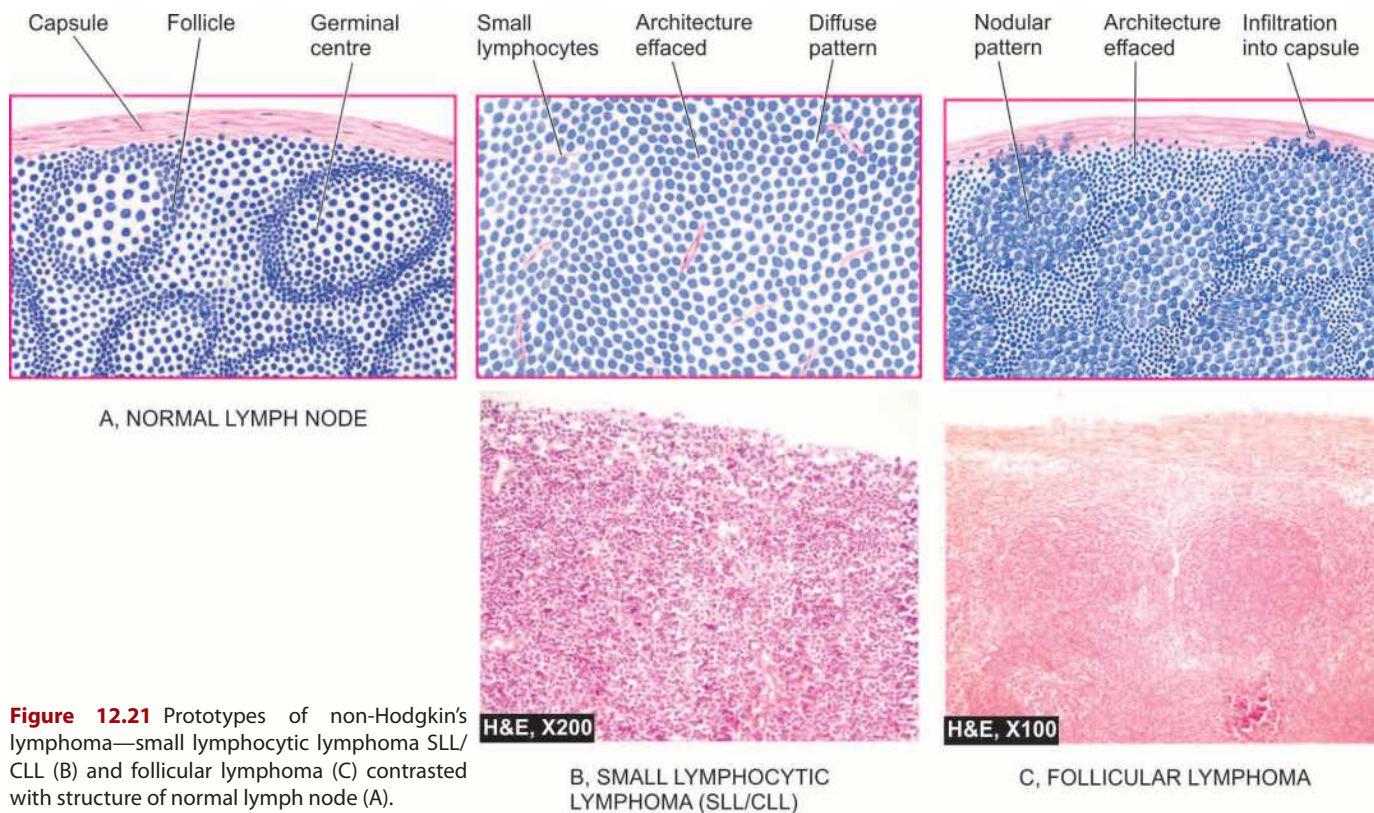 Capsule
Follicle
Germinal
centre
Small
lymphocytes
Architecture
effaced
Diffuse
pattern
Nodular
pattern
Architecture
effaced
Infiltration
into capsule
A, NORMAL LYMPH NODE
H&E, X200
H&E, X100
B, SMALL LYMPHOCYTIC
LYMPHOMA (SLL/CLL)
C, FOLLICULAR LYMPHOMA
Figure 12.21 Prototypes of non-Hodgkin's
lymphoma—small lymphocytic lymphoma SLL/
CLL (B) and follicular lymphoma (C) contrasted
with structure of normal lymph node (A).